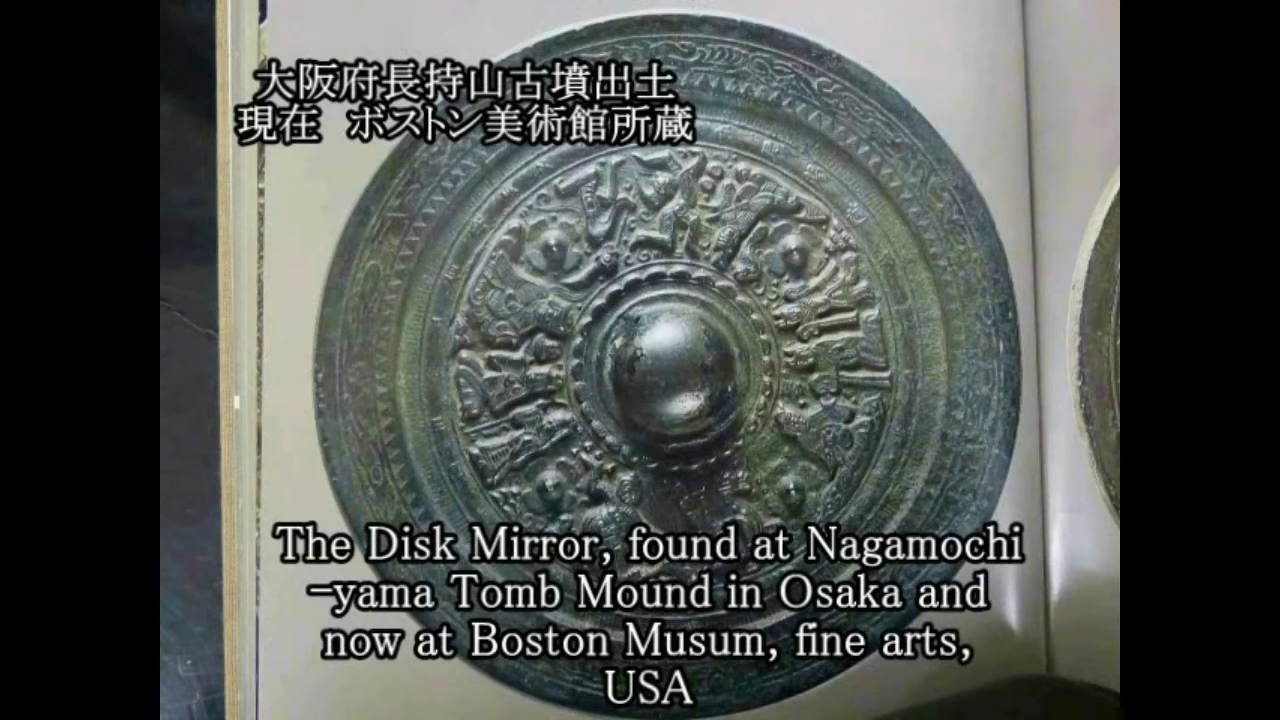 大阪府長持山古墳出土
現在　ボストン美術館所蔵
The Disk Mirror, found at Nagamochi
-yama Tomb Mound in Osaka and
now at Boston Musum, fine arts,
USA